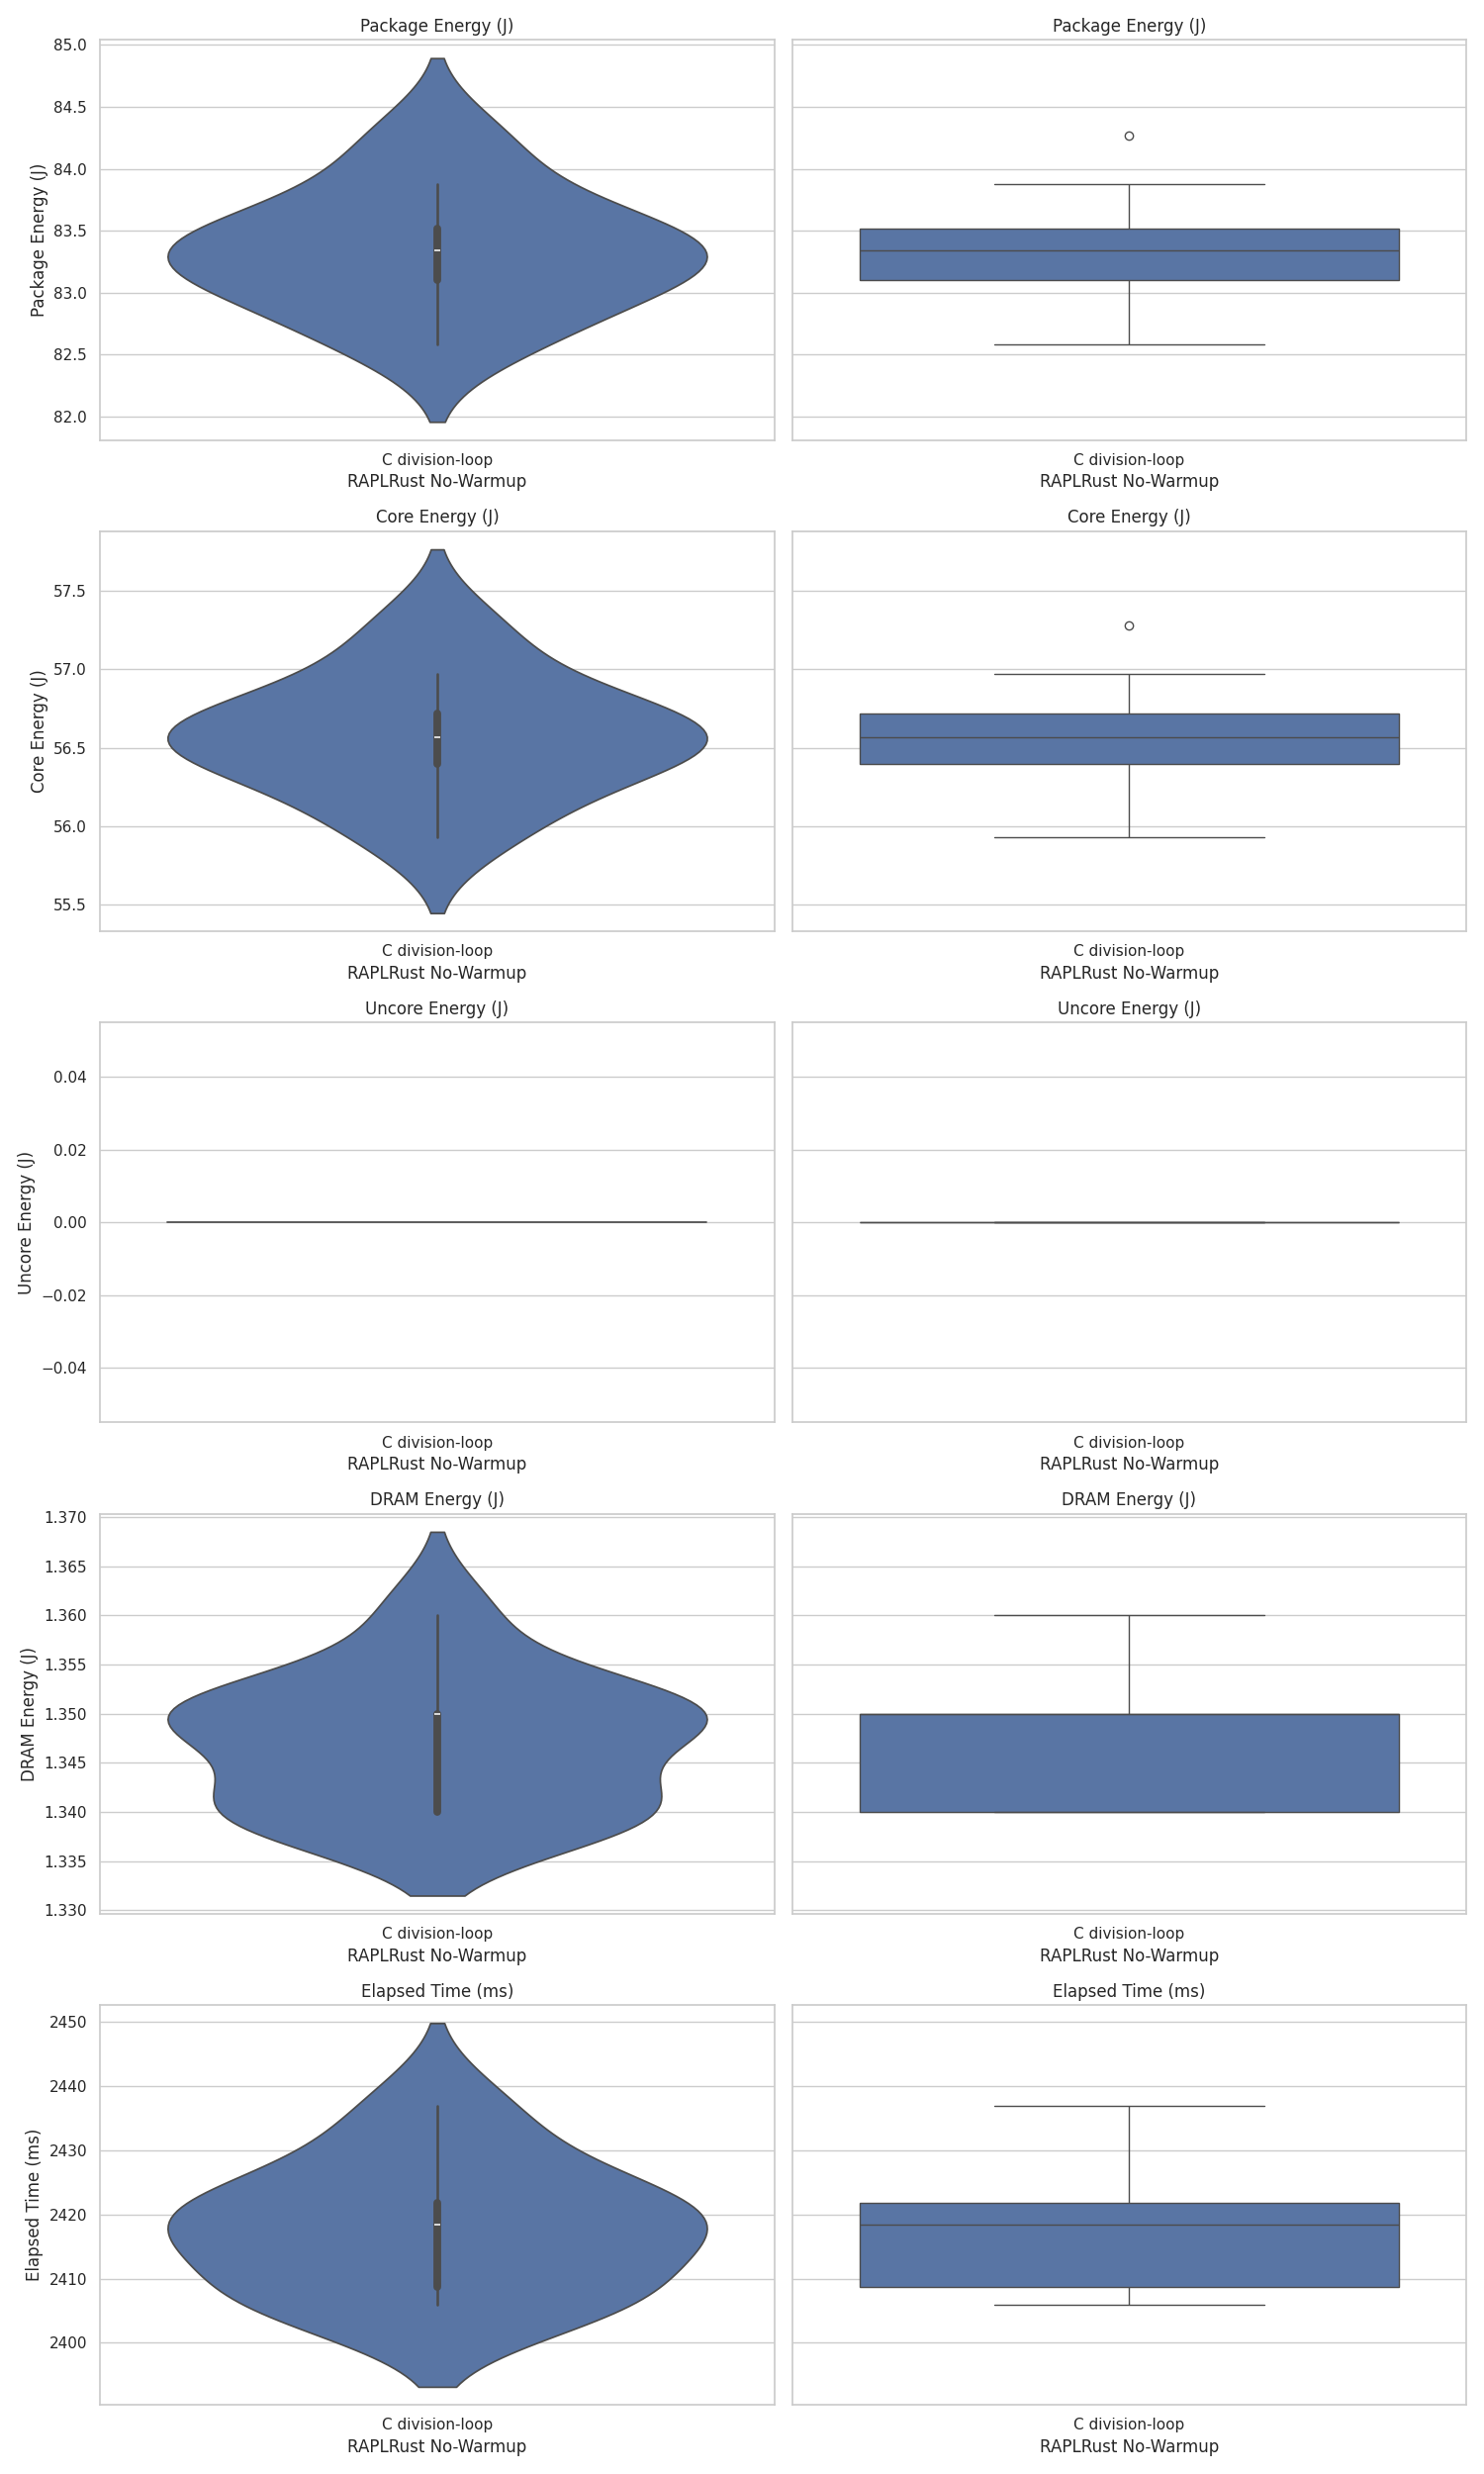 Package Energy (J)
Package Energy (J)
85.0
84.5
84.0
83.5
83.0
82.5
82.0
Package Energy (J)
C division-loop
C division-loop
RAPLRust No-Warmup
RAPLRust No-Warmup
Core Energy (J)
Core Energy (J)
57.5
57.0
56.5
56.0
55.5
Core Energy (J)
C division-loop
C division-loop
RAPLRust No-Warmup
RAPLRust No-Warmup
Uncore Energy (J)
Uncore Energy (J)
0.04
0.02
0.00
−0.02
−0.04
Uncore Energy (J)
C division-loop
C division-loop
RAPLRust No-Warmup
RAPLRust No-Warmup
DRAM Energy (J)
DRAM Energy (J)
1.370
1.365
1.360
1.355
1.350
1.345
1.340
1.335
1.330
DRAM Energy (J)
C division-loop
C division-loop
RAPLRust No-Warmup
RAPLRust No-Warmup
Elapsed Time (ms)
Elapsed Time (ms)
2450
2440
2430
2420
2410
2400
Elapsed Time (ms)
C division-loop
C division-loop
RAPLRust No-Warmup
RAPLRust No-Warmup